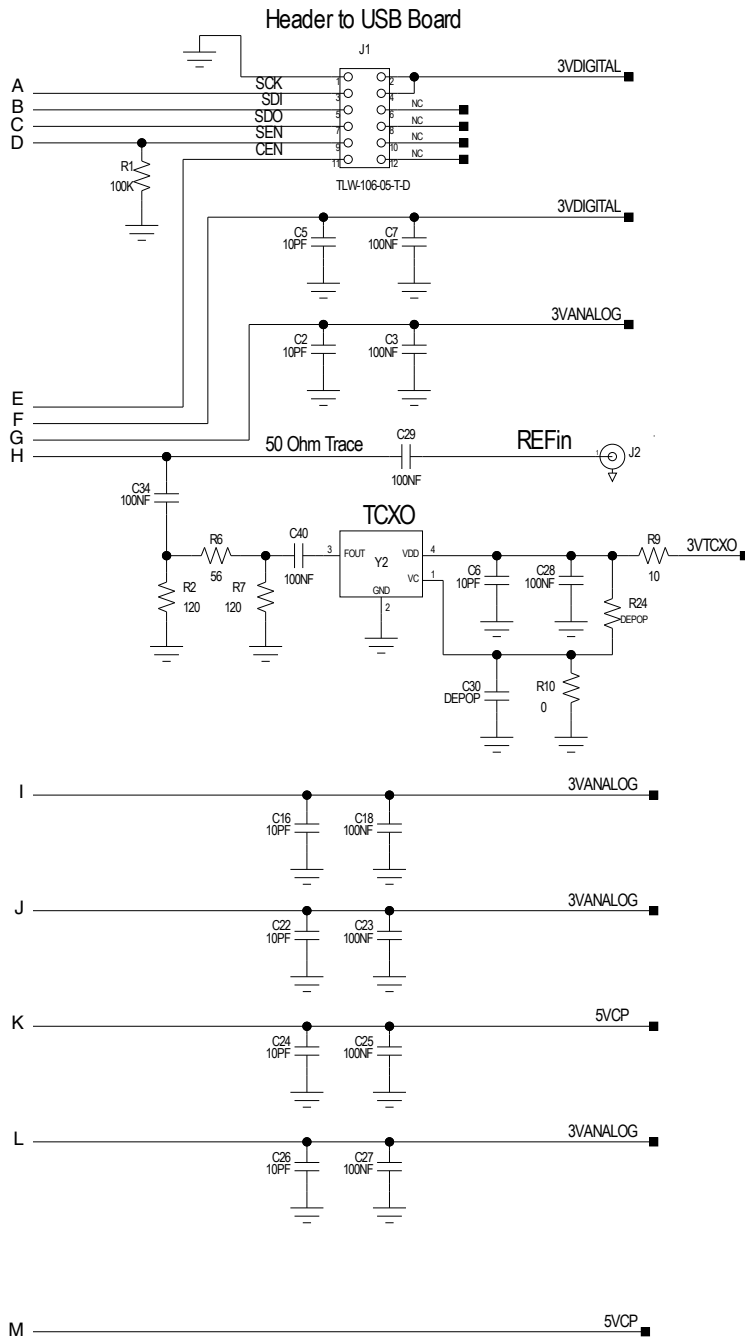 Header to USB Board
J1
3VDIGITAL
A SCK 1 2
B SDI 3 4
C SDO 5 6 NC
D SEN 7 8 NC
CEN 9 10 NC
11 12 NC
R1
100K
TLW-106-05-T-D
3VDIGITAL
C5
10PF
C7
100NF
3VANALOG
C2
10PF
C3
100NF
E
F
G
H
50 Ohm Trace
C29
100NF
REFin
1
J2
C34
100NF
TCXO
R6
56
C40
100NF
3
FOUT
Y2
VDD
4
VC
1
GND
2
R9
10
3VTCXO
R2
120
R7
120
C6
10PF
C28
100NF
R24
DEPOP
C30
DEPOP
R10
0
I
3VANALOG
C16
10PF
C18
100NF
J
3VANALOG
C22
10PF
C23
100NF
K
5VCP
C24
10PF
C25
100NF
L
3VANALOG
C26
10PF
C27
100NF
M
5VCP